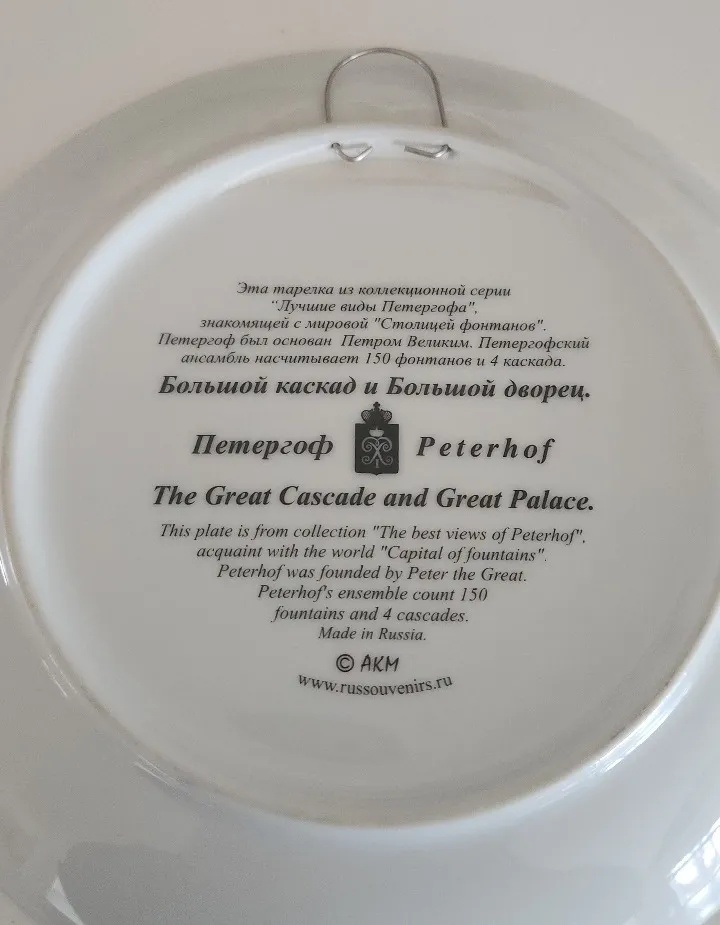 Эта тарелка из коллекционной серии
"Лучшие виды Петергофа",
знакомящей с мировой "Столицей фонтанов".
Петергоф был основан Петром Великим. Петергофский
ансамбль насчитывает 150 фонтанов и 4 каскада.
Большой каскад и Большой дворец.
Петергоф Peterhof
The Great Cascade and Great Palace.
This plate is from collection "The best views of Peterhof",
acquaint with the world "Capital of fountains".
Peterhof was founded by Peter the Great.
Peterhof's ensemble count 150
fountains and 4 cascades.
Made in Russia.
© AKM
www.russouvenirs.ru